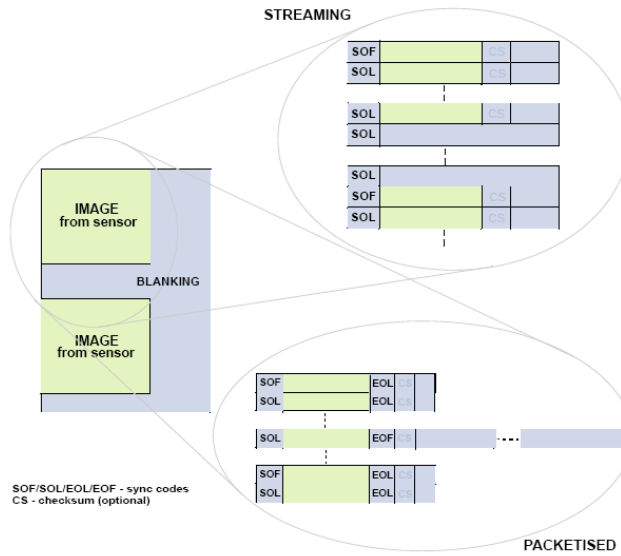 STREAMING
SOF CS
SOL CS
SOL CS
SOL
SOL
SOF CS
SOL CS
IMAGE
from sensor
BLANKING
IMAGE
from sensor
SOF EOL CS
SOL EOL CS
SOL EOF CS
SOF EOL CS
SOL EOL CS
SOF/SOL/EOL/EOF - sync codes
CS - checksum (optional)
PACKETISED